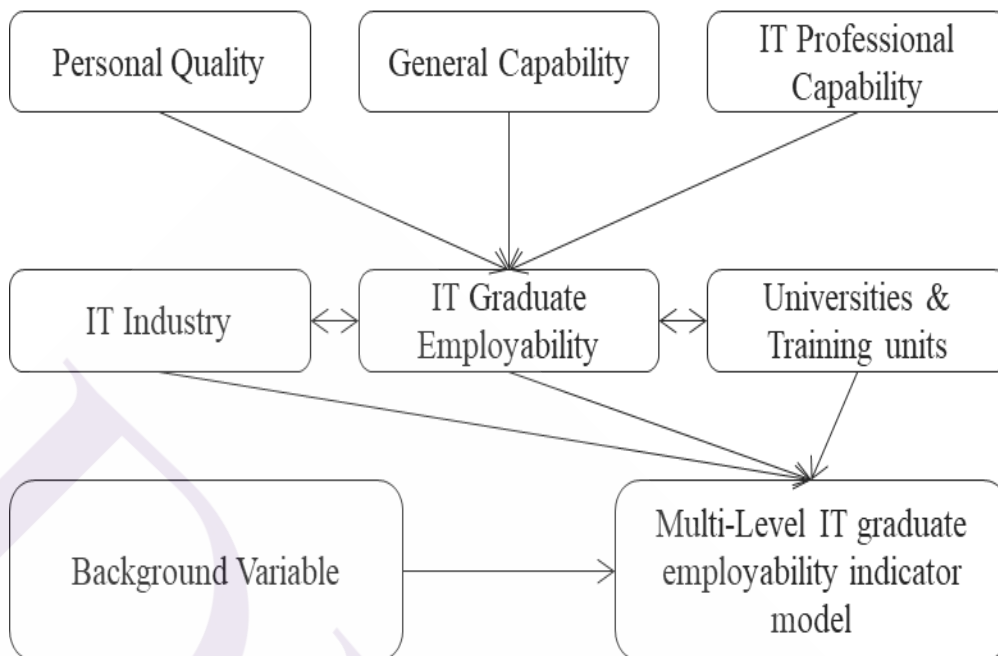 Personal Quality
General Capability
IT Professional
Capability
IT Industry
IT Graduate
Employability
Universities &
Training units
Background Variable
Multi-Level IT graduate
employability indicator
model